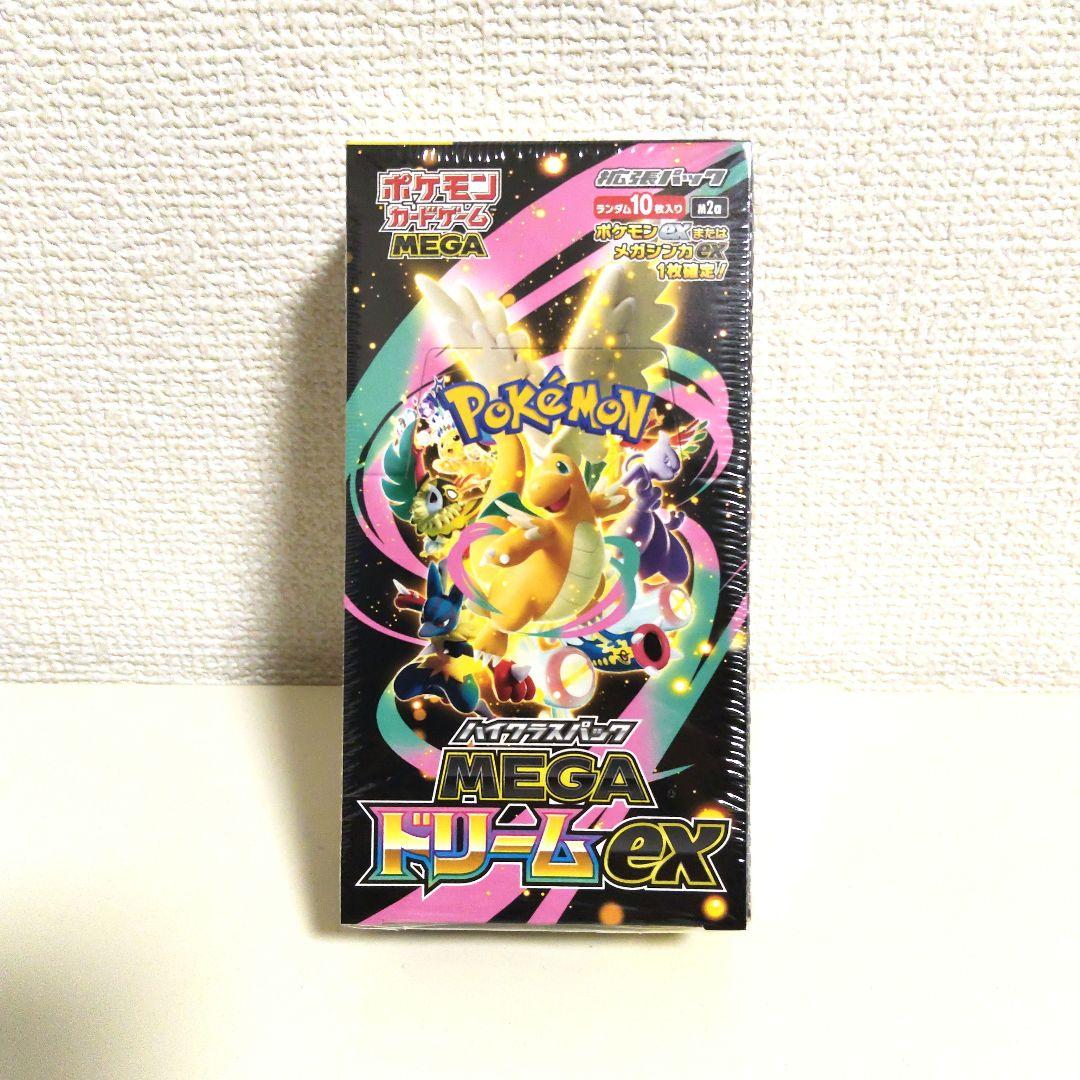 ポケモン
カードゲーム
MEGA
拡張パック
ランダム10枚入り M2a
ポケモンexまたは
メガシンカex
1枚確定!
POKéMON
ハイクラスパック
MEGA
ドリームex